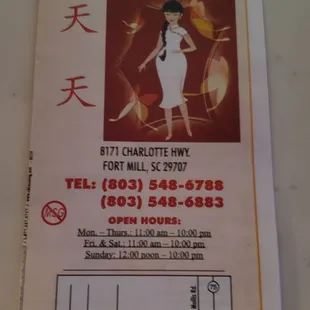 天
天
8171 CHARLOTTE HWY.
FORT MILL, SC 29707
TEL: (803) 548-6788
(803) 548-6883
MSG
OPEN HOURS:
Mon. – Thurs.: 11:00 am – 10:00 pm
Fri. & Sat.: 11:00 am – 10:00 pm
Sunday: 12:00 noon – 10:00 pm